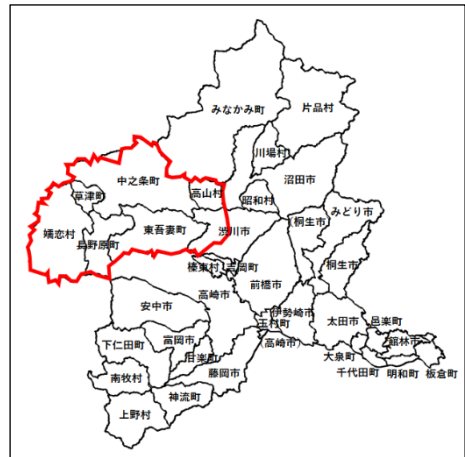 みなかみ町
片品村
川場村
中之条町
沼田市
草津町
高山村
昭和村
みどり市
嬬恋村
東吾妻町
渋川市
桐生市
長野原町
榛東村
吉岡町
桐生市
前橋市
高崎市
安中市
伊勢崎市
玉村町
太田市
邑楽町
下仁田町
富岡市
(高崎市)
館林市
甘楽町
大泉町
板倉町
南牧村
藤岡市
千代田町
明和町
神流町
上野村